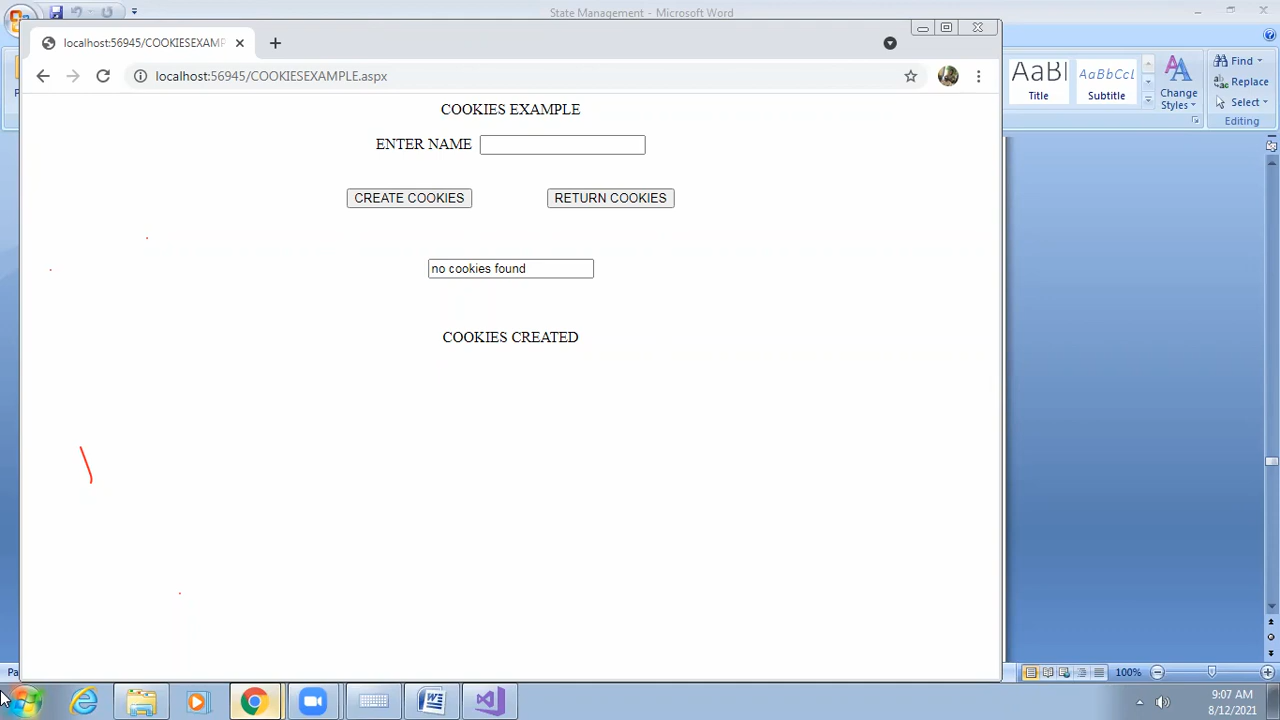 State Management - Microsoft Word
localhost:56945/COOKIESEXAMP
localhost:56945/COOKIESEXAMPLE.aspx
COOKIES EXAMPLE
ENTER NAME
CREATE COOKIES RETURN COOKIES
no cookies found
COOKIES CREATED
AaBl AaBbCcL
Title Subtitle
Change Styles
Find
Replace
Select
Editing
Pa
100%
9:07 AM
8/12/2021